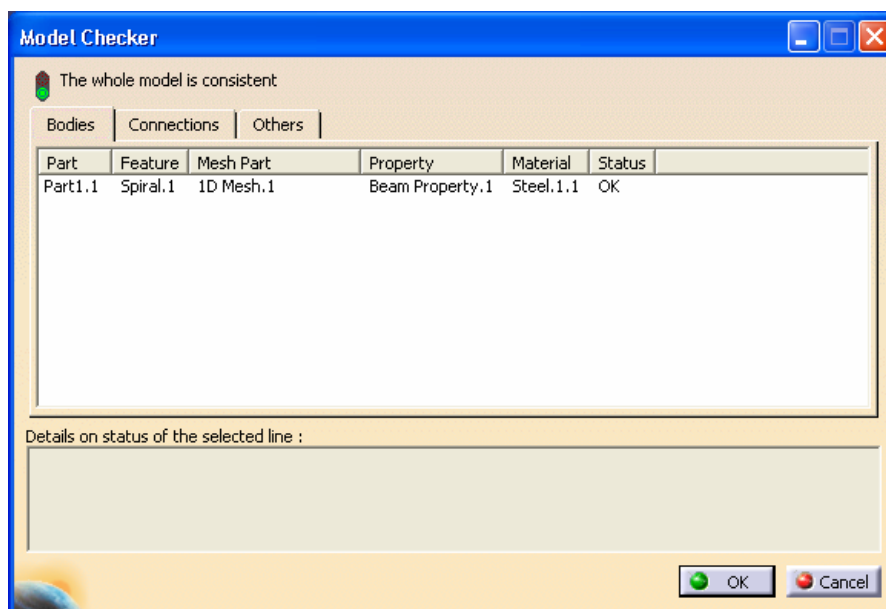 Model Checker
The whole model is consistent
Bodies Connections Others
Part Feature Mesh Part Property Material Status
Part1.1 Spiral.1 1D Mesh.1 Beam Property.1 Steel.1.1 OK
Details on status of the selected line :
OK Cancel